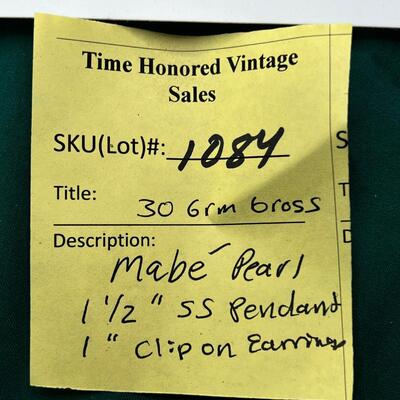 Time Honored Vintage
Sales
SKU(Lot)#: 1084
Title: 30 Grm Gross
Description:
Mabé Pearl
1 1/2" SS Pendant
1" Clip on Earrings
S
T
D